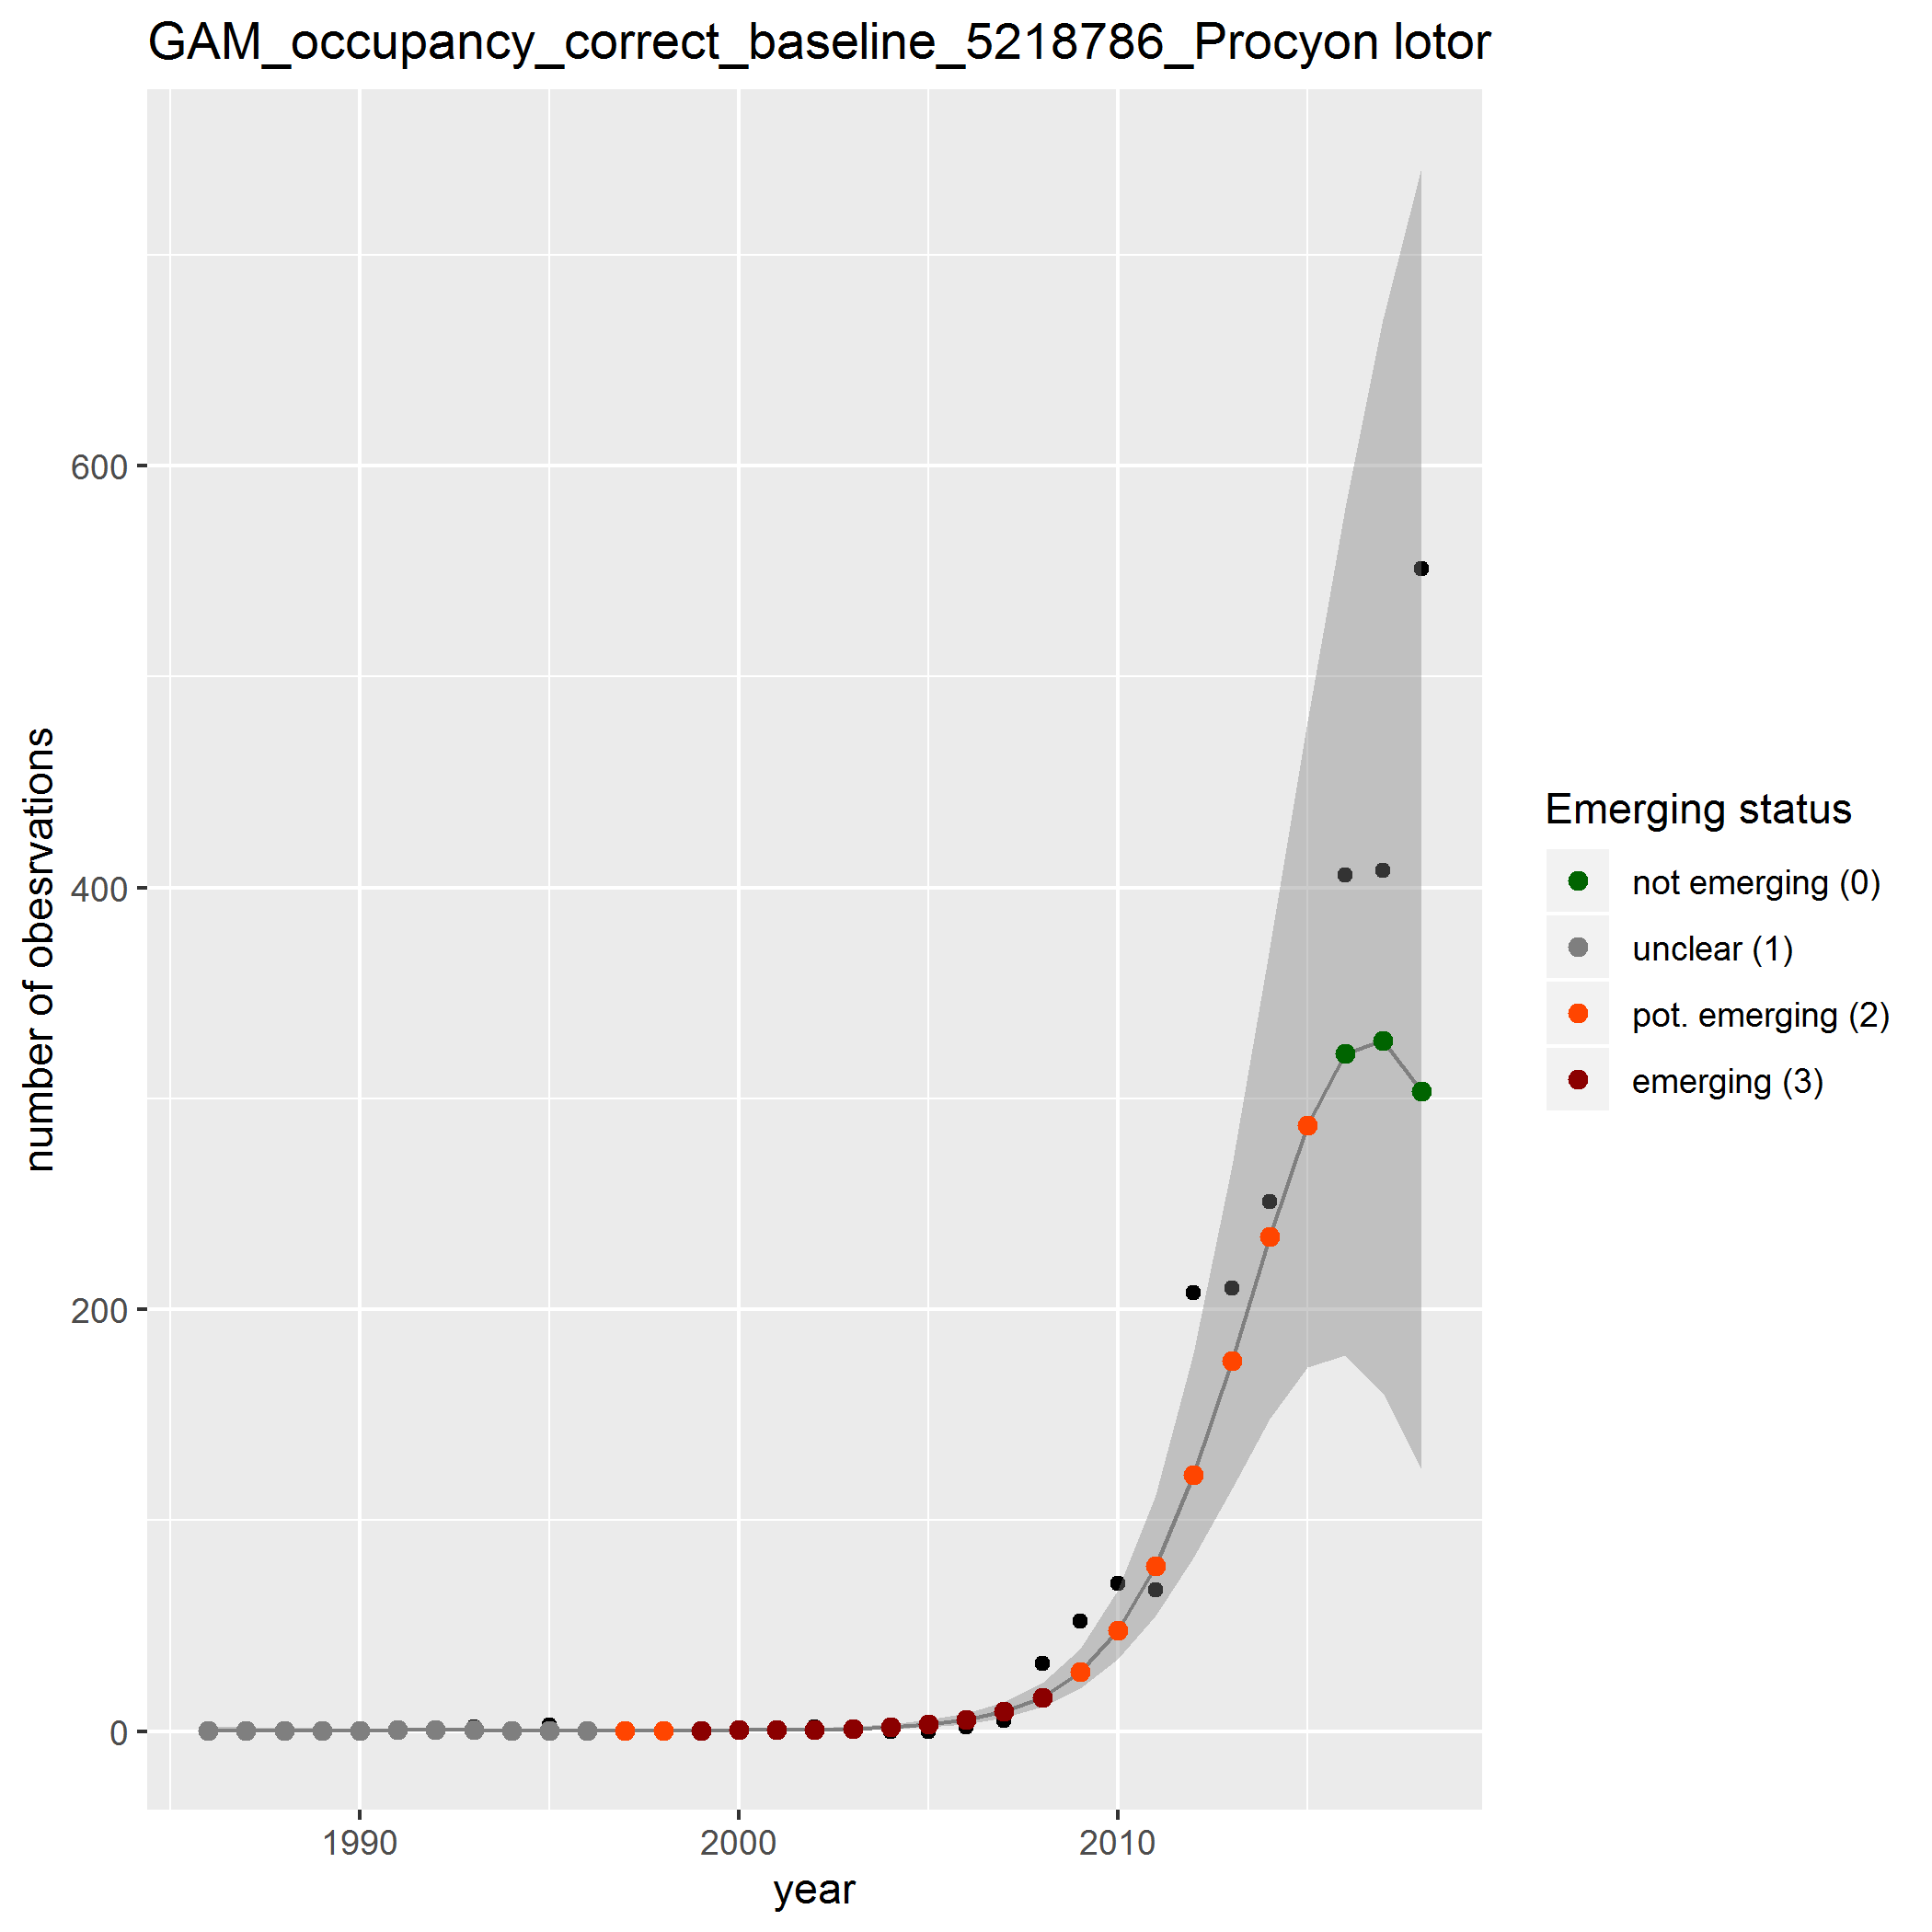 GAM_occupancy_correct_baseline_5218786_Procyon lotor
number of obesrvations
600
400
200
0
1990
2000
2010
year
Emerging status
not emerging (0)
unclear (1)
pot. emerging (2)
emerging (3)